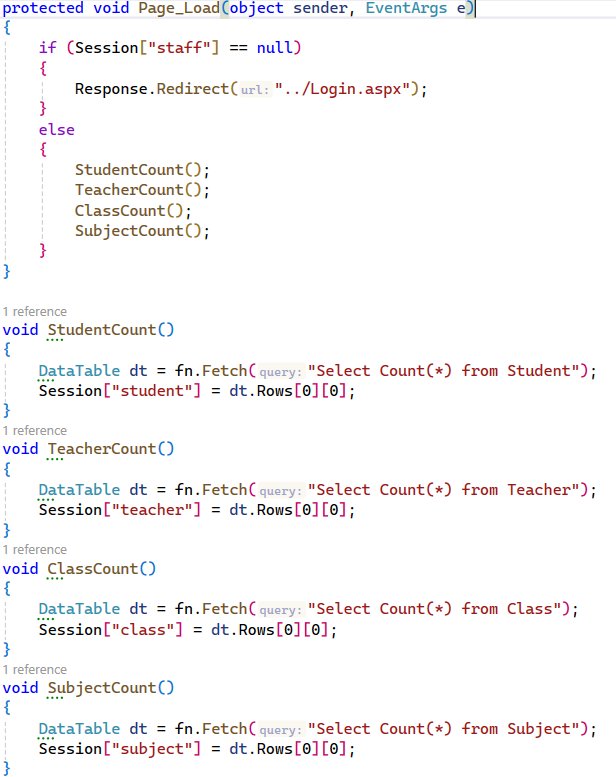 protected void Page_Load(object sender, EventArgs e)
{
    if (Session["staff"] == null)
    {
        Response.Redirect(url: "../Login.aspx");
    }
    else
    {
        StudentCount();
        TeacherCount();
        ClassCount();
        SubjectCount();
    }
}
1 reference
void StudentCount()
{
    DataTable dt = fn.Fetch(query: "Select Count(*) from Student");
    Session["student"] = dt.Rows[0][0];
}
1 reference
void TeacherCount()
{
    DataTable dt = fn.Fetch(query: "Select Count(*) from Teacher");
    Session["teacher"] = dt.Rows[0][0];
}
1 reference
void ClassCount()
{
    DataTable dt = fn.Fetch(query: "Select Count(*) from Class");
    Session["class"] = dt.Rows[0][0];
}
1 reference
void SubjectCount()
{
    DataTable dt = fn.Fetch(query: "Select Count(*) from Subject");
    Session["subject"] = dt.Rows[0][0];
}